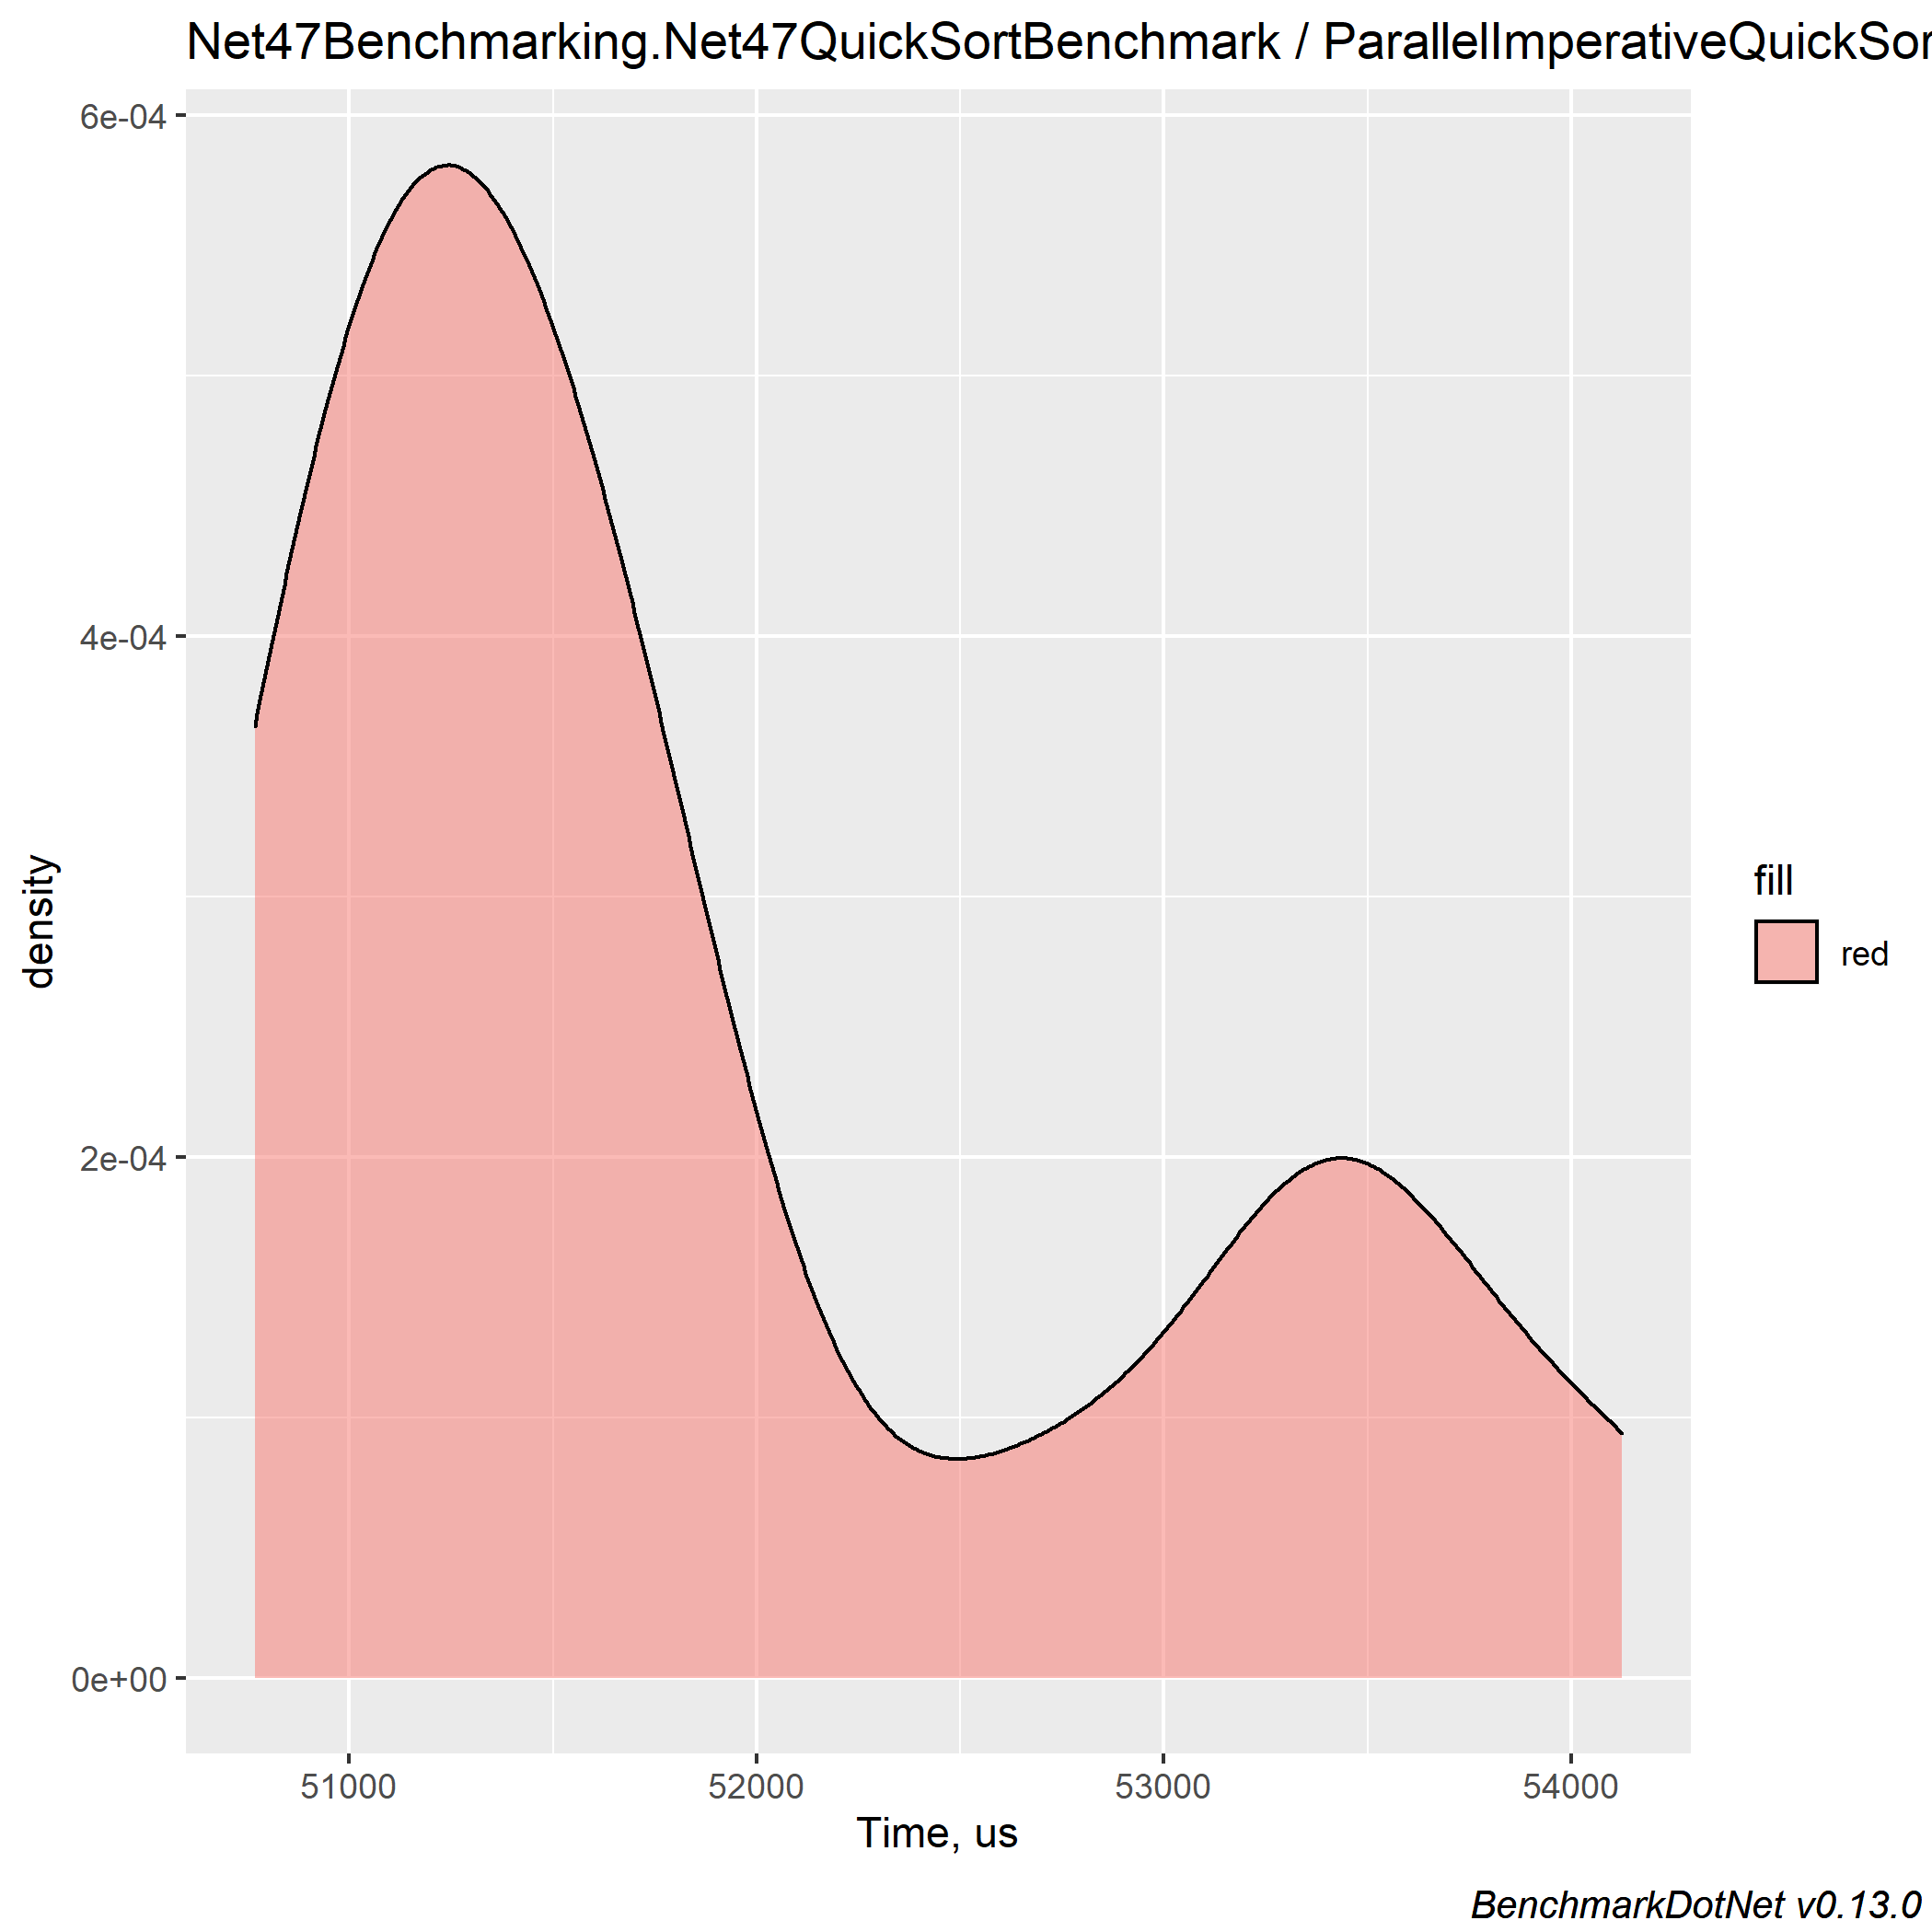 Net47Benchmarking.Net47QuickSortBenchmark / ParallelImperativeQuickSor
6e-04
4e-04
2e-04
0e+00
density
51000 52000 53000 54000
Time, us
fill
red
BenchmarkDotNet v0.13.0